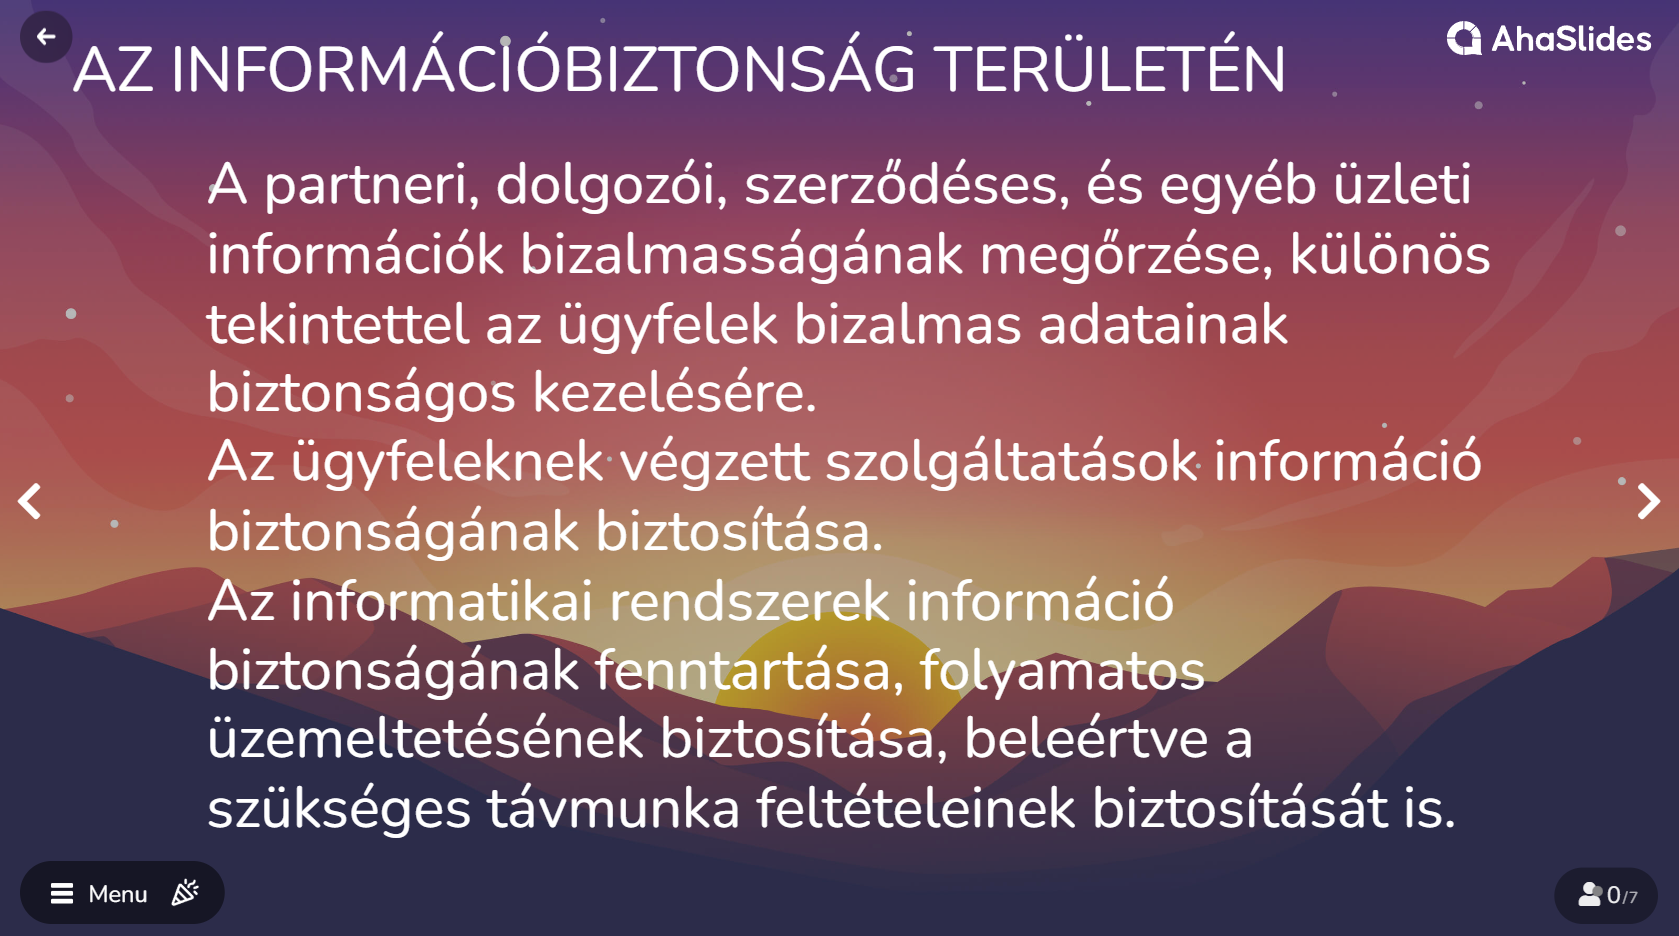 AhaSlides
AZ INFORMÁCIÓBIZTONSÁG TERÜLETÉN
A partneri, dolgozói, szerződéses, és egyéb üzleti
információk bizalmasságának megőrzése, különös
tekintettel az ügyfelek bizalmas adatainak
biztonságos kezelésére.
Az ügyfeleknek végzett szolgáltatások információ
biztonságának biztosítása.
Az informatikai rendszerek információ
biztonságának fenntartása, folyamatos
üzemeltetésének biztosítása, beleértve a
szükséges távmunka feltételeinek biztosítását is.
Menu
0/7